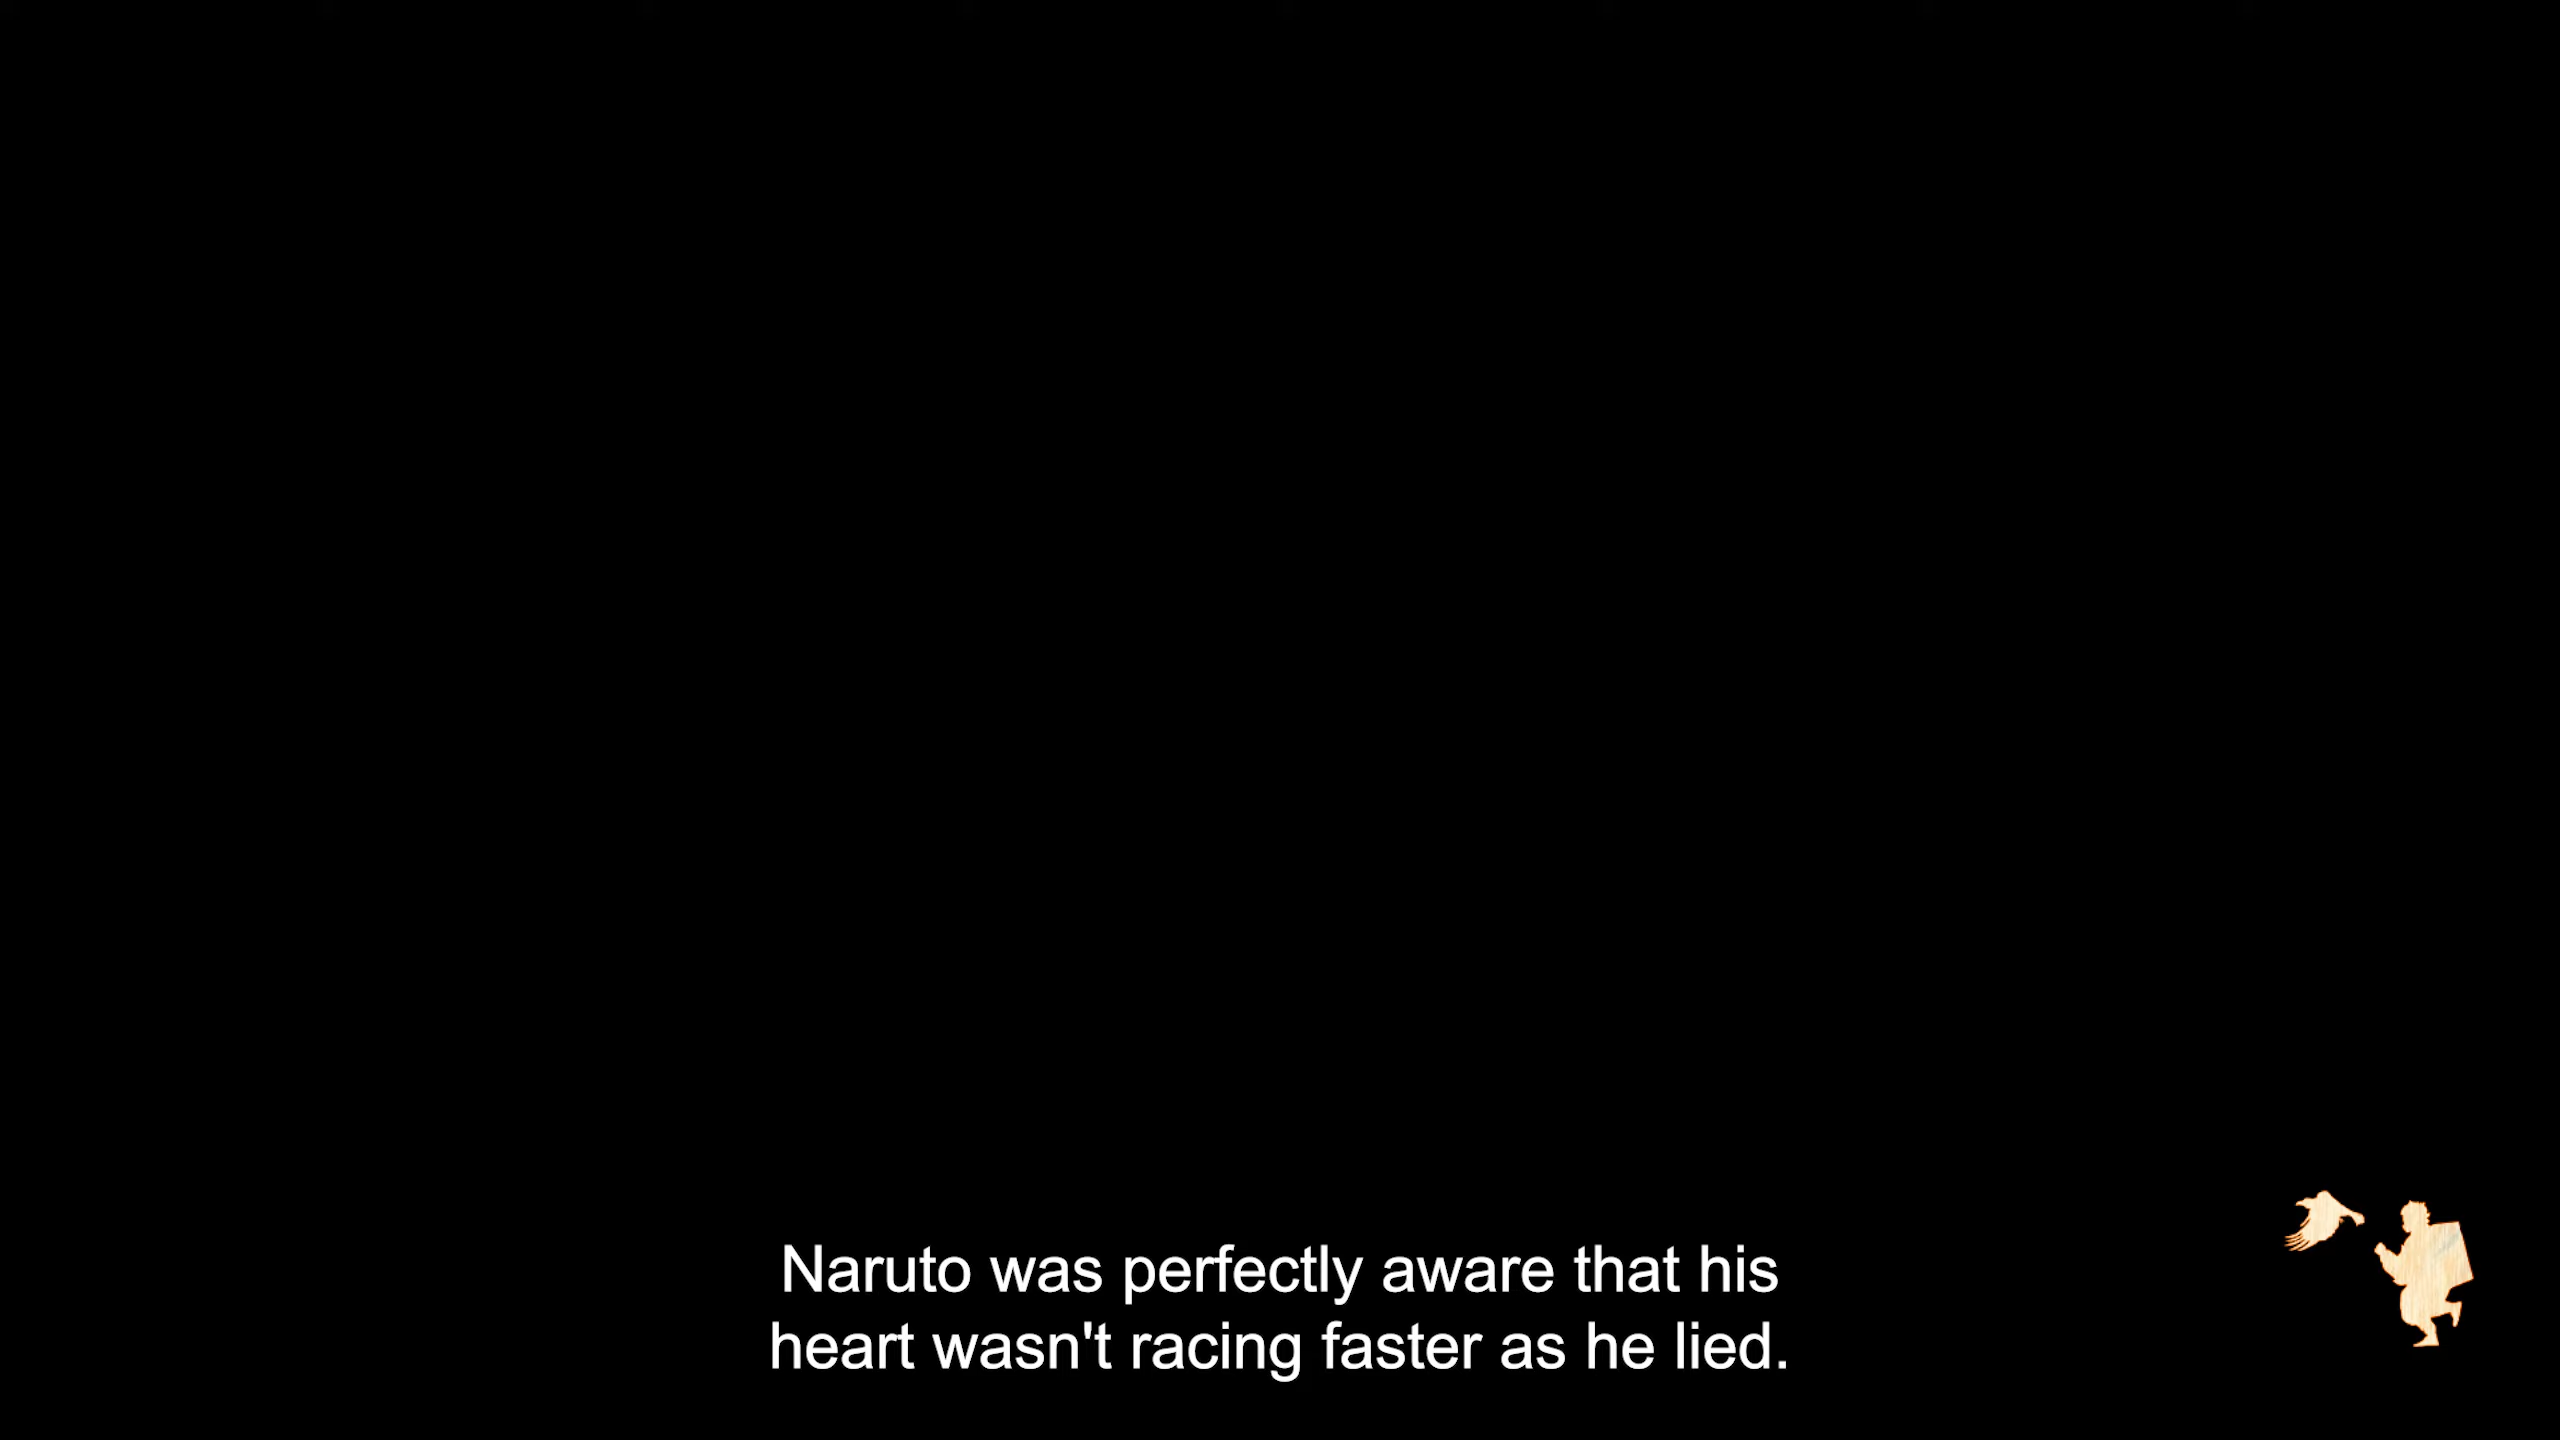 Naruto was perfectly aware that his
heart wasn't racing faster as he lied.